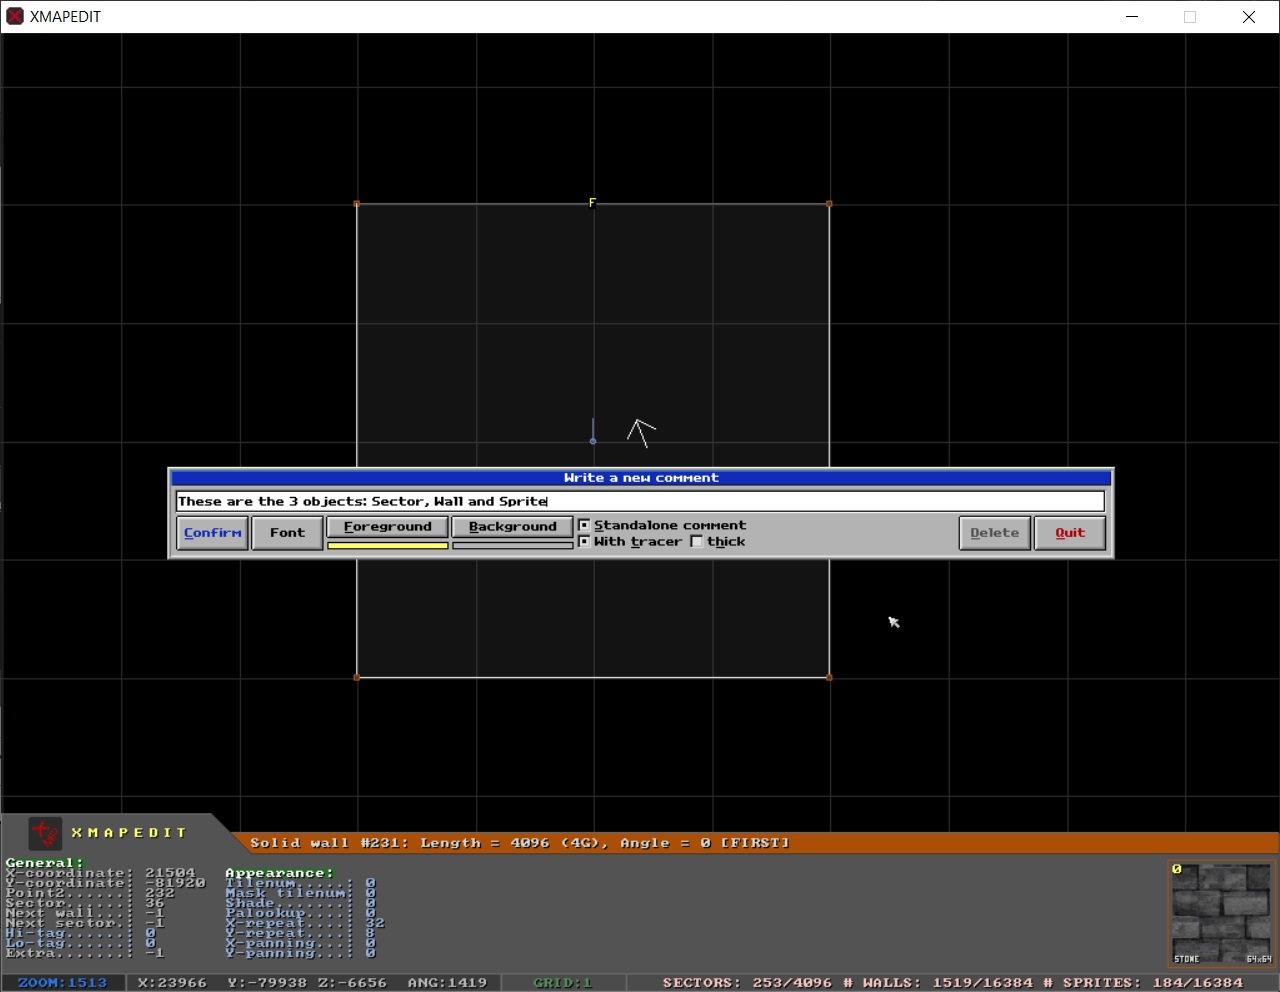 XMAPEDIT
F
Write a new comment
These are the 3 objects: Sector, Wall and Sprite
Confirm Font Foreground Background Standalone comment
With tracer thick Delete Quit
XMAPEDIT
Solid wall #231: Length = 4096 (4G), Angle = 0 [FIRST]
General:
X-coordinate: 21504
Y-coordinate: -81920
Point2......: 232
Sector......: 36
Next wall...: -1
Next sector.: -1
Hi-tag......: 0
Lo-tag......: 0
Extra.......: -1
Appearance:
Tilenum.....: 0
Mask tilenum: 0
Shade.......: 0
Palookup....: 0
X-repeat....: 32
Y-repeat....: 8
X-panning...: 0
Y-panning...: 0
0
STONE 64x64
ZOOM:1513 X:23966 Y:-79938 Z:-6656 ANG:1419 GRID:1 SECTORS: 253/4096 # WALLS: 1519/16384 # SPRITES: 184/16384